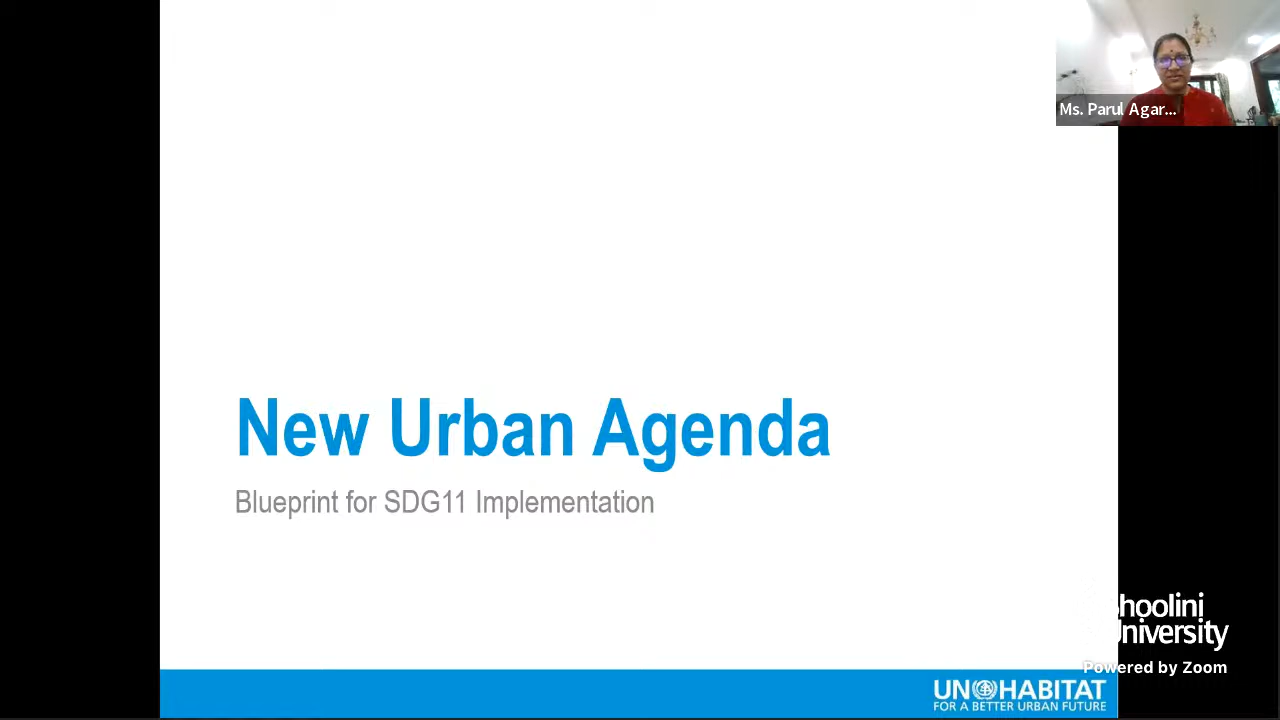 Ms. Parul Agar...
New Urban Agenda
Blueprint for SDG11 Implementation
hoolini
University
Powered by Zoom
UN HABITAT
FOR A BETTER URBAN FUTURE